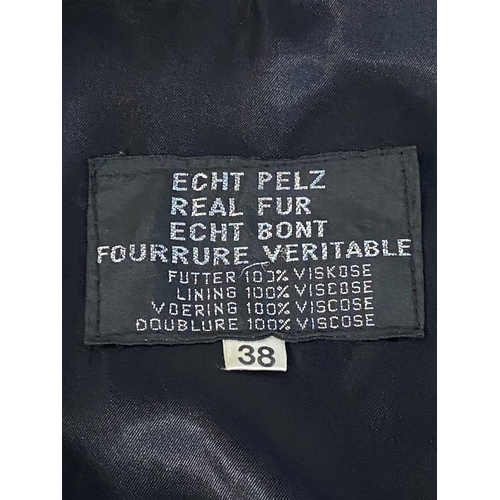 ECHT PELZ
REAL FUR
ECHT BONT
FOURRURE VERITABLE
FUTTER 100% VISKOSE
LINING 100% VISCOSE
VOERING 100% VISCOSE
DOUBLURE 100% VISCOSE
38